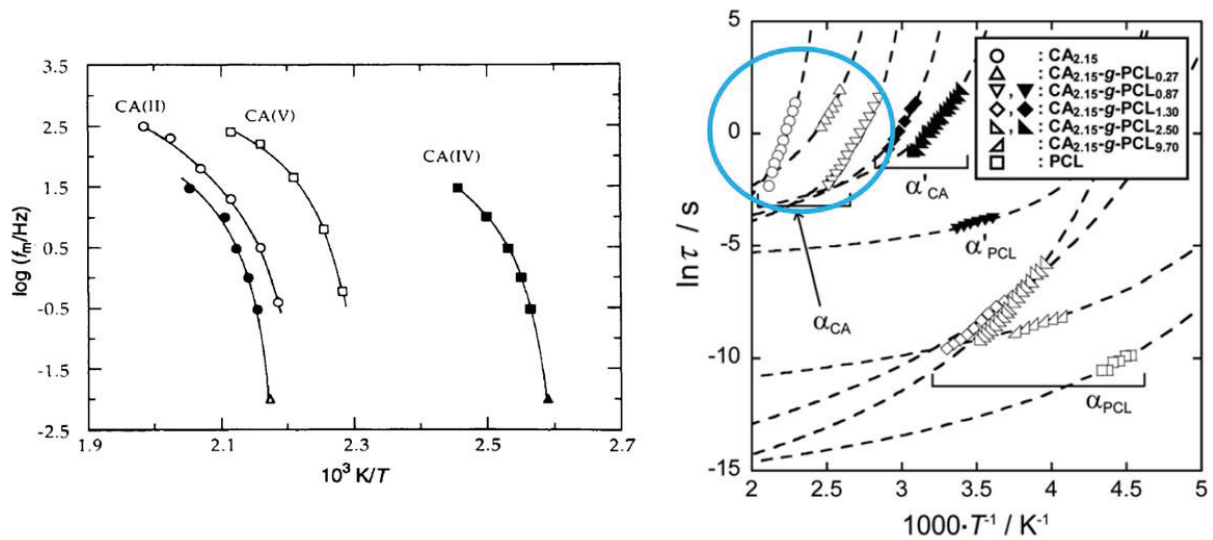 3.5
2.5
1.5
0.5
-0.5
-1.5
-2.5
log (fm/Hz)
CA(II)
CA(V)
CA(IV)
1.9
2.1
2.3
2.5
2.7
10³ K/T
5
0
-5
-10
-15
ln τ / s
: CA2.15
: CA2.15-g-PCL0.27
, : CA2.15-g-PCL0.87
, : CA2.15-g-PCL1.30
, : CA2.15-g-PCL2.50
: CA2.15-g-PCL9.70
: PCL
α'CA
α'PCL
αCA
αPCL
2
2.5
3
3.5
4
4.5
5
1000·T⁻¹ / K⁻¹